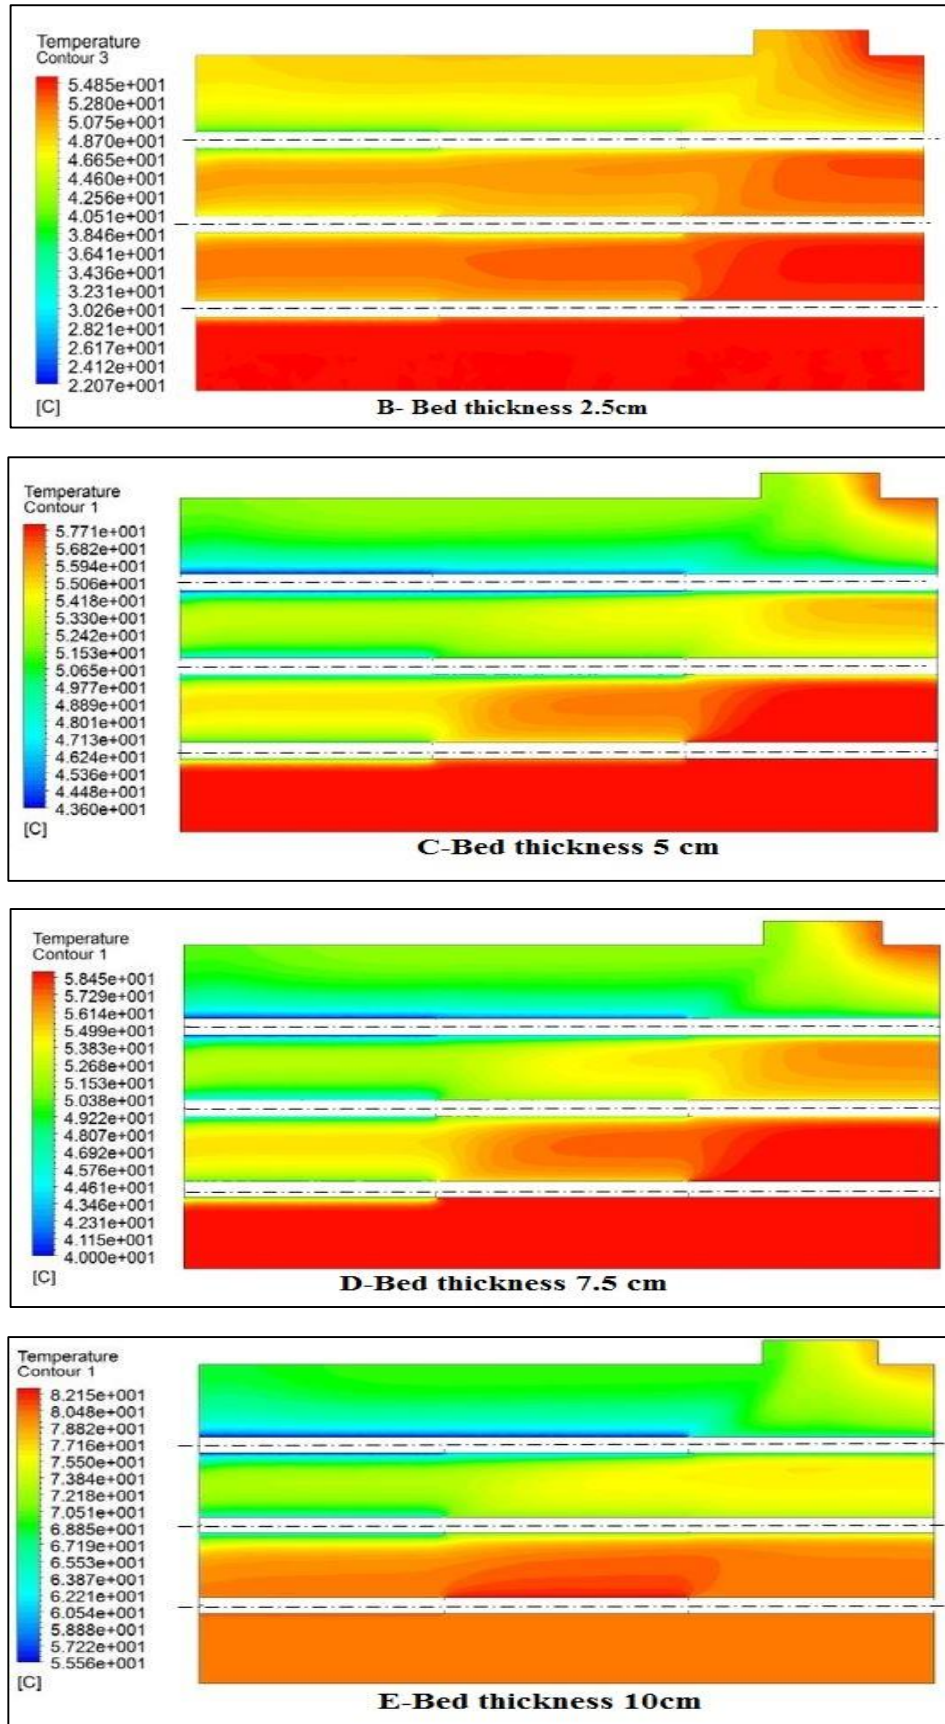 Temperature
Contour 3
5.485e+001
5.280e+001
5.075e+001
4.870e+001
4.665e+001
4.460e+001
4.256e+001
4.051e+001
3.846e+001
3.641e+001
3.436e+001
3.231e+001
3.026e+001
2.821e+001
2.617e+001
2.412e+001
2.207e+001
[C]
B- Bed thickness 2.5cm
Temperature
Contour 1
5.771e+001
5.682e+001
5.594e+001
5.506e+001
5.418e+001
5.330e+001
5.242e+001
5.153e+001
5.065e+001
4.977e+001
4.889e+001
4.801e+001
4.713e+001
4.624e+001
4.536e+001
4.448e+001
4.360e+001
[C]
C-Bed thickness 5 cm
Temperature
Contour 1
5.845e+001
5.729e+001
5.614e+001
5.499e+001
5.383e+001
5.268e+001
5.153e+001
5.038e+001
4.922e+001
4.807e+001
4.692e+001
4.576e+001
4.461e+001
4.346e+001
4.231e+001
4.115e+001
4.000e+001
[C]
D-Bed thickness 7.5 cm
Temperature
Contour 1
8.215e+001
8.048e+001
7.882e+001
7.716e+001
7.550e+001
7.384e+001
7.218e+001
7.051e+001
6.885e+001
6.719e+001
6.553e+001
6.387e+001
6.221e+001
6.054e+001
5.888e+001
5.722e+001
5.556e+001
[C]
E-Bed thickness 10cm